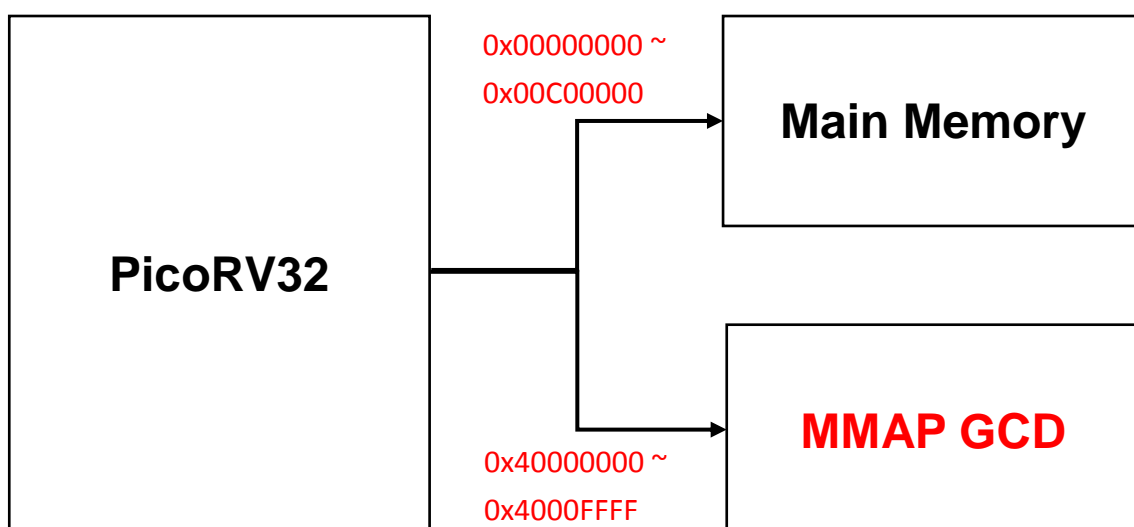 PicoRV32
0x00000000 ~
0x00C00000
Main Memory
MMAP GCD
0x40000000 ~
0x4000FFFF